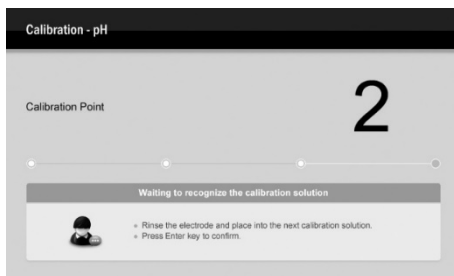 Calibration - pH
Calibration Point
2
Waiting to recognize the calibration solution
Rinse the electrode and place into the next calibration solution.
Press Enter key to confirm.